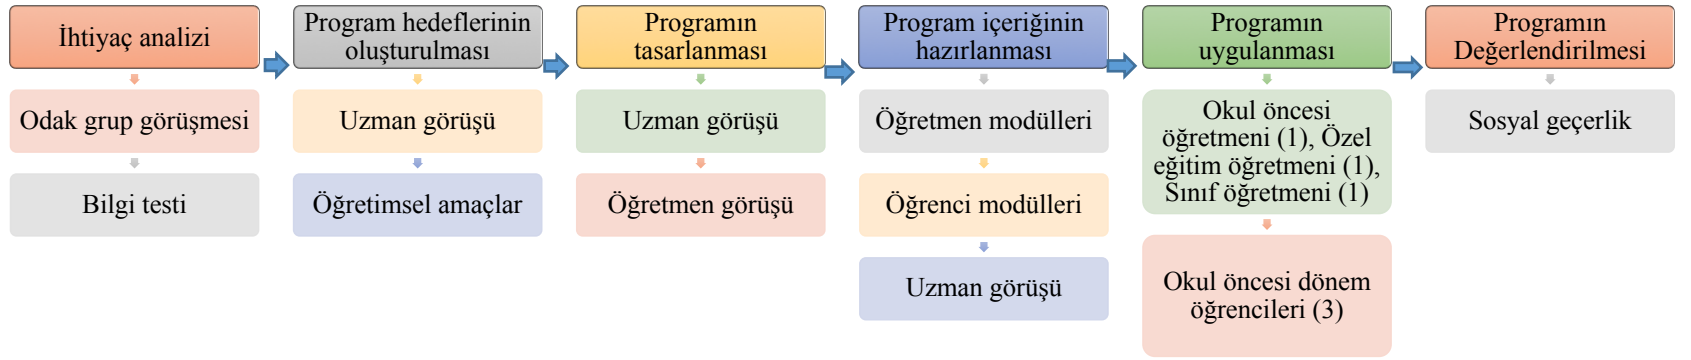 İhtiyaç analizi
Odak grup görüşmesi
Bilgi testi
Program hedeflerinin
oluşturulması
Uzman görüşü
Öğretimsel amaçlar
Programın
tasarlanması
Uzman görüşü
Öğretmen görüşü
Program içeriğinin
hazırlanması
Öğretmen modülleri
Öğrenci modülleri
Uzman görüşü
Programın
uygulanması
Okul öncesi
öğretmeni (1), Özel
eğitim öğretmeni (1),
Sınıf öğretmeni (1)
Okul öncesi dönem
öğrencileri (3)
Programın
Değerlendirilmesi
Sosyal geçerlik